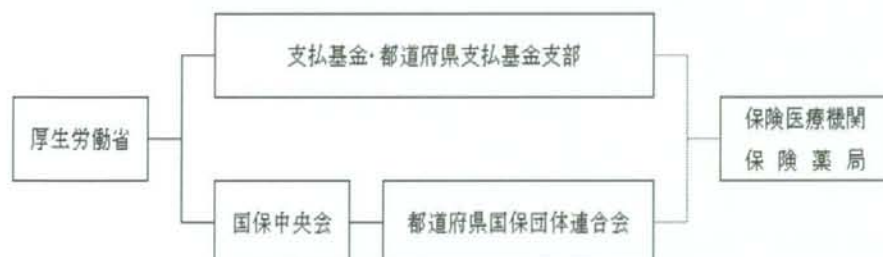 支払基金・都道府県支払基金支部
厚生労働省
保険医療機関
保険薬局
国保中央会
都道府県国保団体連合会